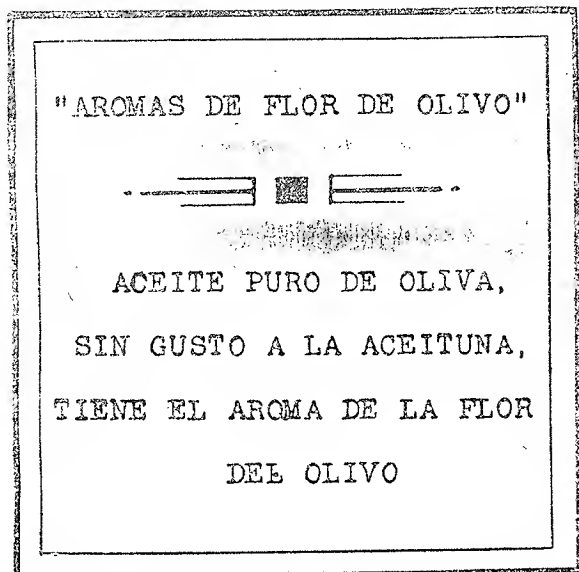 "AROMAS DE FLOR DE OLIVO"
ACEITE PURO DE OLIVA,
SIN GUSTO A LA ACEITUNA,
TIENE EL AROMA DE LA FLOR
DEL OLIVO